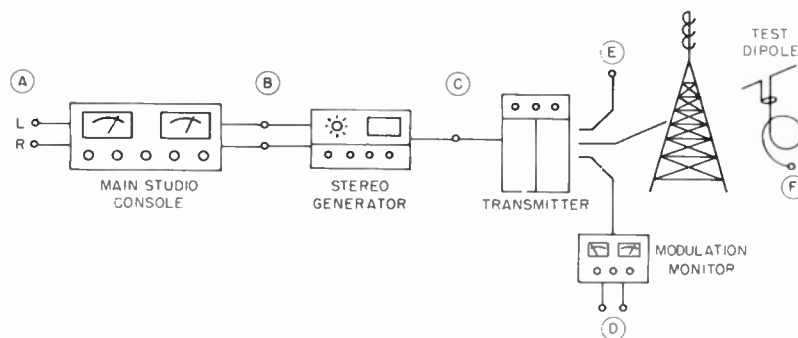 A
B
C
E
TEST
DIPOLE
L
R
F
MAIN STUDIO
CONSOLE
STEREO
GENERATOR
TRANSMITTER
MODULATION
MONITOR
D